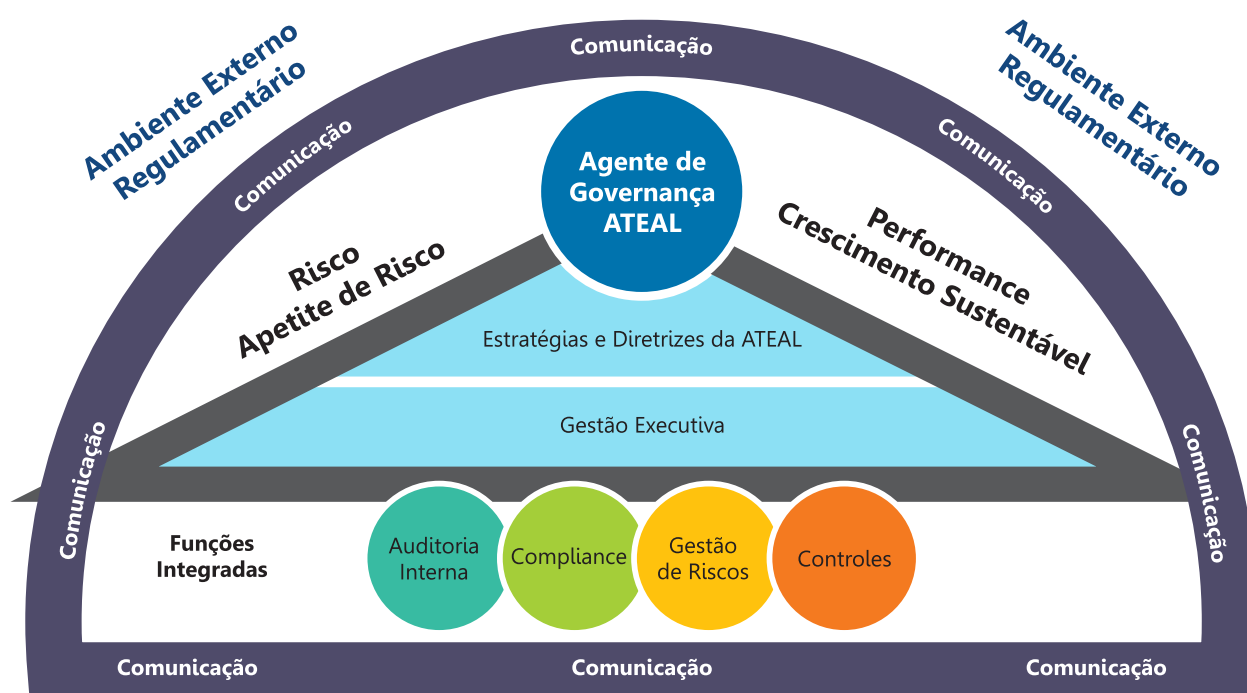 Comunicação
Ambiente Externo
Regulamentário
Ambiente Externo
Regulamentário
Comunicação
Comunicação
Agente de
Governança
ATEAL
Risco
Apetite de Risco
Performance
Crescimento Sustentável
Estratégias e Diretrizes da ATEAL
Gestão Executiva
Comunicação
Comunicação
Funções
Integradas
Auditoria
Interna
Compliance
Gestão
de Riscos
Controles
Comunicação
Comunicação
Comunicação